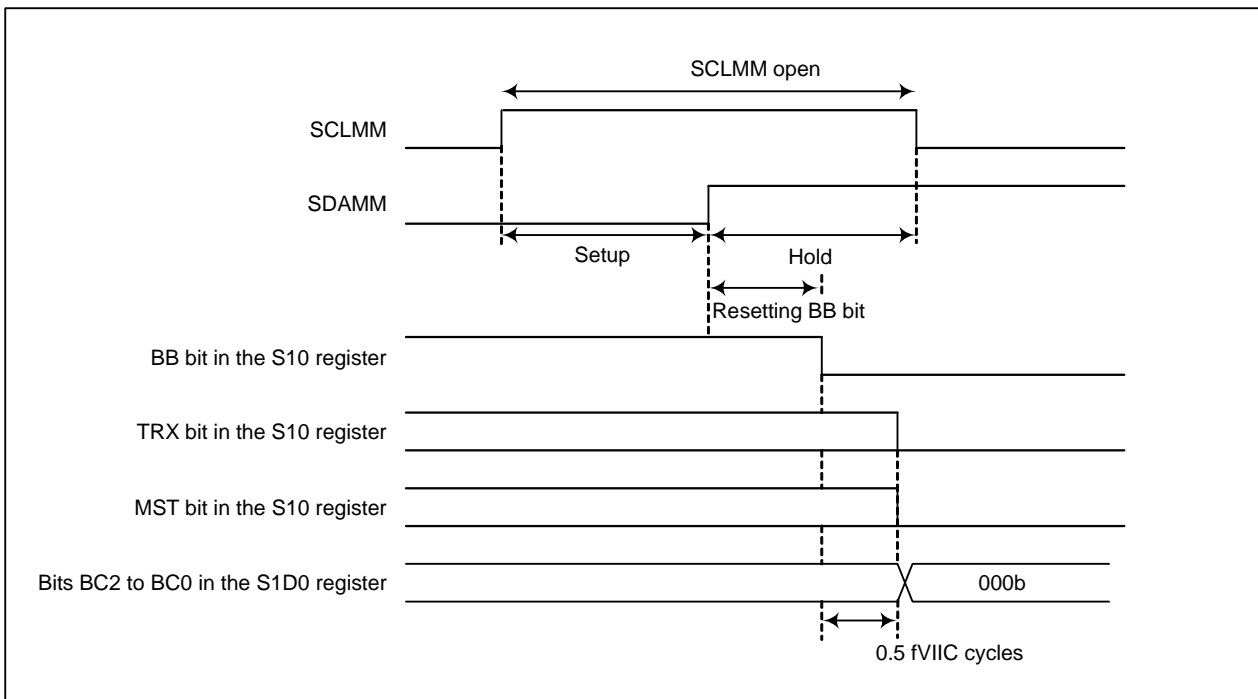 SCLMM open
SCLMM
SDAMM
Setup
Hold
Resetting BB bit
BB bit in the S10 register
TRX bit in the S10 register
MST bit in the S10 register
Bits BC2 to BC0 in the S1D0 register
000b
0.5 fVIIC cycles